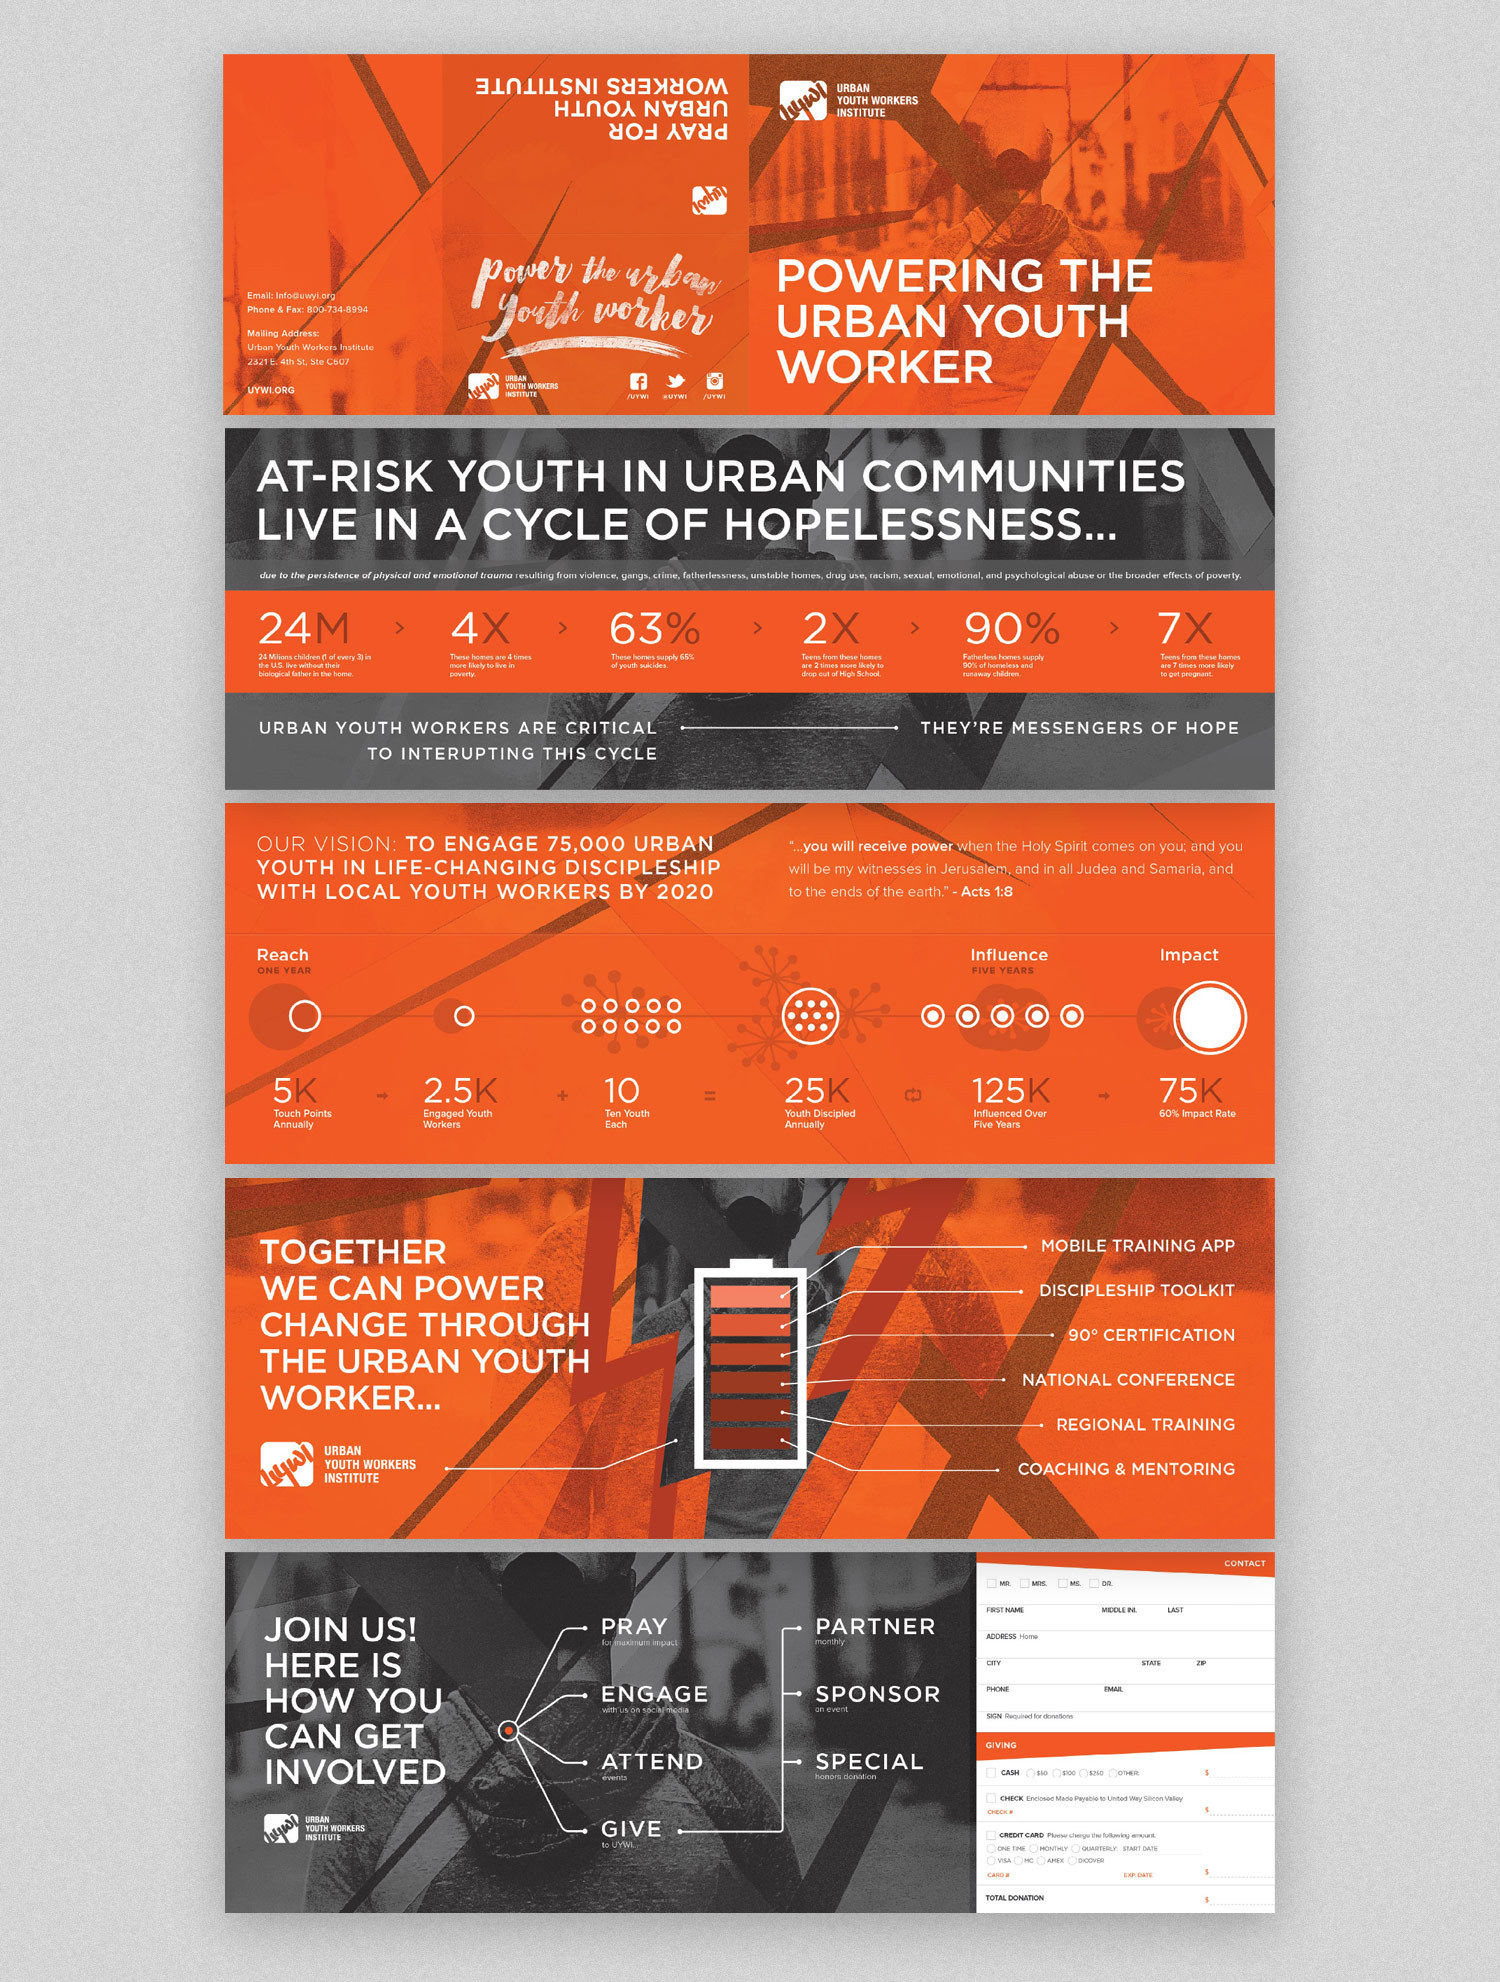 PRAY FOR
URBAN YOUTH
WORKERS INSTITUTE
uywi
Power the urban
Youth worker
Email: Info@uwyi.org
Phone & Fax: 800-734-8994
Mailing Address:
Urban Youth Workers Institute
2321 E. 4th St, Ste C607
UYWI.ORG
uywi
URBAN
YOUTH WORKERS
INSTITUTE
/UYWI
@UYWI
/UYWI
uywi
URBAN
YOUTH WORKERS
INSTITUTE
POWERING THE
URBAN YOUTH
WORKER
AT-RISK YOUTH IN URBAN COMMUNITIES
LIVE IN A CYCLE OF HOPELESSNESS...
due to the persistence of physical and emotional trauma resulting from violence, gangs, crime, fatherlessness, unstable homes, drug use, racism, sexual, emotional, and psychological abuse or the broader effects of poverty.
24M
24 Milions children (1 of every 3) in
the U.S. live without their
biological father in the home.
>
4X
These homes are 4 times
more likely to live in
poverty.
>
63%
These homes supply 65%
of youth suicides.
>
2X
Teens from these homes
are 2 times more likely to
drop out of High School.
>
90%
Fatherless homes supply
90% of homeless and
runaway children.
>
7X
Teens from these homes
are 7 times more likely
to get pregnant.
URBAN YOUTH WORKERS ARE CRITICAL
TO INTERUPTING THIS CYCLE
THEY'RE MESSENGERS OF HOPE
OUR VISION: TO ENGAGE 75,000 URBAN
YOUTH IN LIFE-CHANGING DISCIPLESHIP
WITH LOCAL YOUTH WORKERS BY 2020
"...you will receive power when the Holy Spirit comes on you; and you
will be my witnesses in Jerusalem, and in all Judea and Samaria, and
to the ends of the earth." - Acts 1:8
Reach
ONE YEAR
Influence
FIVE YEARS
Impact
5K
Touch Points
Annually
2.5K
Engaged Youth
Workers
+
10
Ten Youth
Each
=
25K
Youth Discipled
Annually
125K
Influenced Over
Five Years
75K
60% Impact Rate
TOGETHER
WE CAN POWER
CHANGE THROUGH
THE URBAN YOUTH
WORKER...
uywi
URBAN
YOUTH WORKERS
INSTITUTE
MOBILE TRAINING APP
DISCIPLESHIP TOOLKIT
90° CERTIFICATION
NATIONAL CONFERENCE
REGIONAL TRAINING
COACHING & MENTORING
JOIN US!
HERE IS
HOW YOU
CAN GET
INVOLVED
uywi
URBAN
YOUTH WORKERS
INSTITUTE
PRAY
for maximum impact
ENGAGE
with us on social media
ATTEND
events
GIVE
to UYWI...
PARTNER
monthly
SPONSOR
an event
SPECIAL
honors donation
CONTACT
MR. MRS. MS. DR.
FIRST NAME MIDDLE INI. LAST
ADDRESS Home
CITY STATE ZIP
PHONE EMAIL
SIGN Required for donations
GIVING
CASH $50 $100 $250 OTHER: $
CHECK Enclosed Made Payable to United Way Silicon Valley
CHECK # $
CREDIT CARD Please charge the following amount.
ONE TIME MONTHLY QUARTERLY: START DATE
VISA MC AMEX DICOVER
CARD # EXP. DATE $
TOTAL DONATION $